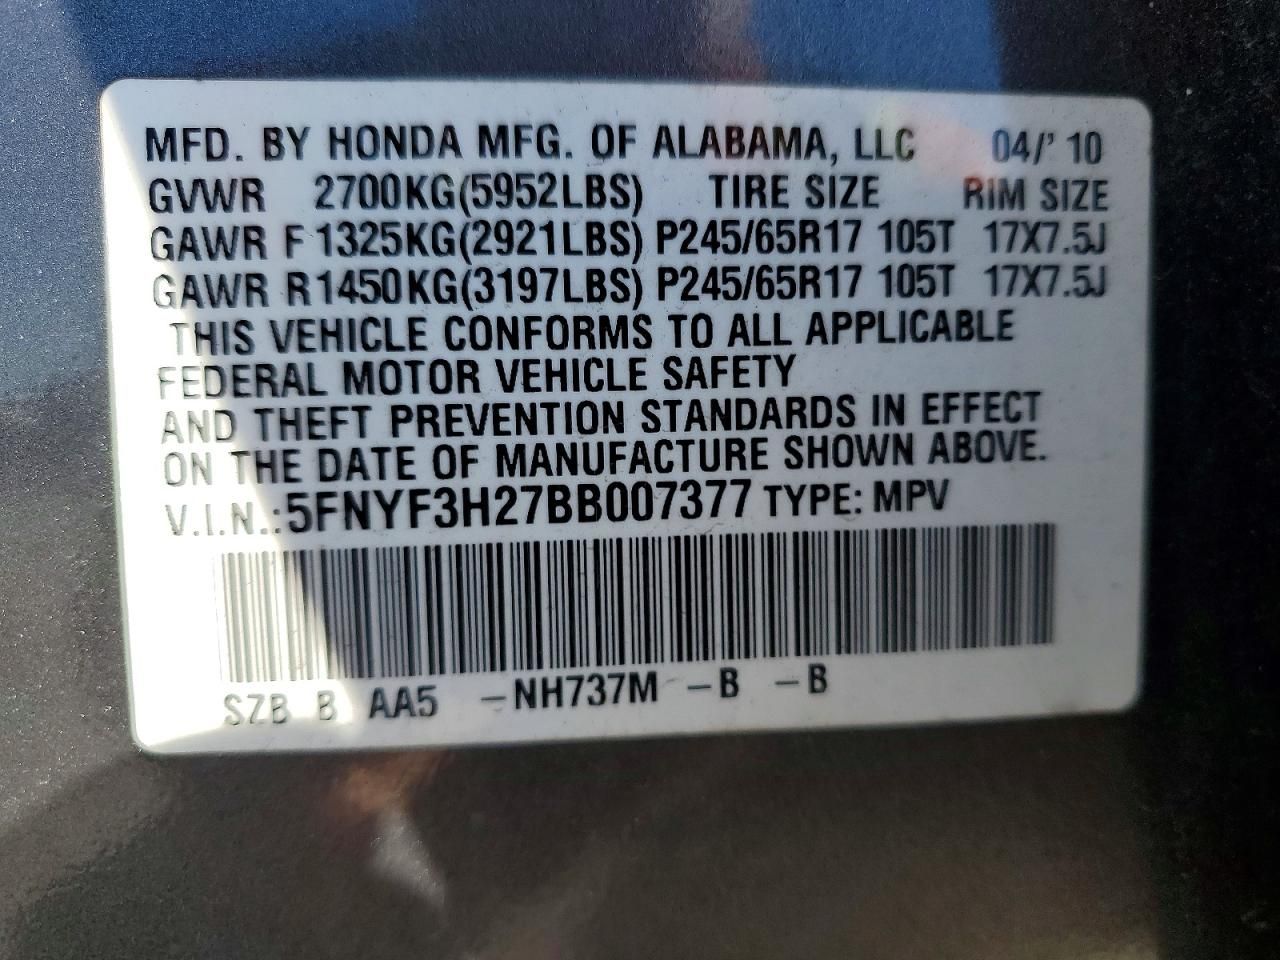 MFD. BY HONDA MFG. OF ALABAMA, LLC 04/' 10
GVWR 2700KG(5952LBS) TIRE SIZE RIM SIZE
GAWR F 1325KG(2921LBS) P245/65R17 105T 17X7.5J
GAWR R1450KG(3197LBS) P245/65R17 105T 17X7.5J
THIS VEHICLE CONFORMS TO ALL APPLICABLE
FEDERAL MOTOR VEHICLE SAFETY
AND THEFT PREVENTION STANDARDS IN EFFECT
ON THE DATE OF MANUFACTURE SHOWN ABOVE.
V.I.N.:5FNYF3H27BB007377 TYPE: MPV
SZB B AA5 -NH737M -B -B